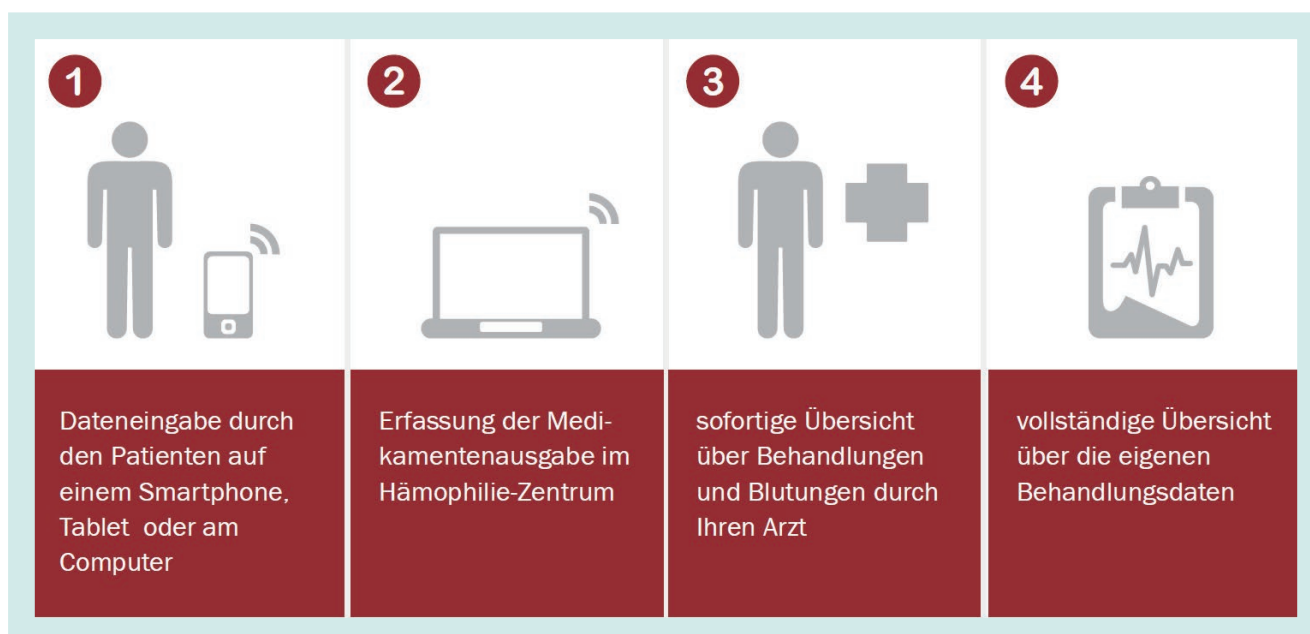 1
Dateneingabe durch
den Patienten auf
einem Smartphone,
Tablet oder am
Computer
2
Erfassung der Medi-
kamentenausgabe im
Hämophilie-Zentrum
3
sofortige Übersicht
über Behandlungen
und Blutungen durch
Ihren Arzt
4
vollständige Übersicht
über die eigenen
Behandlungsdaten